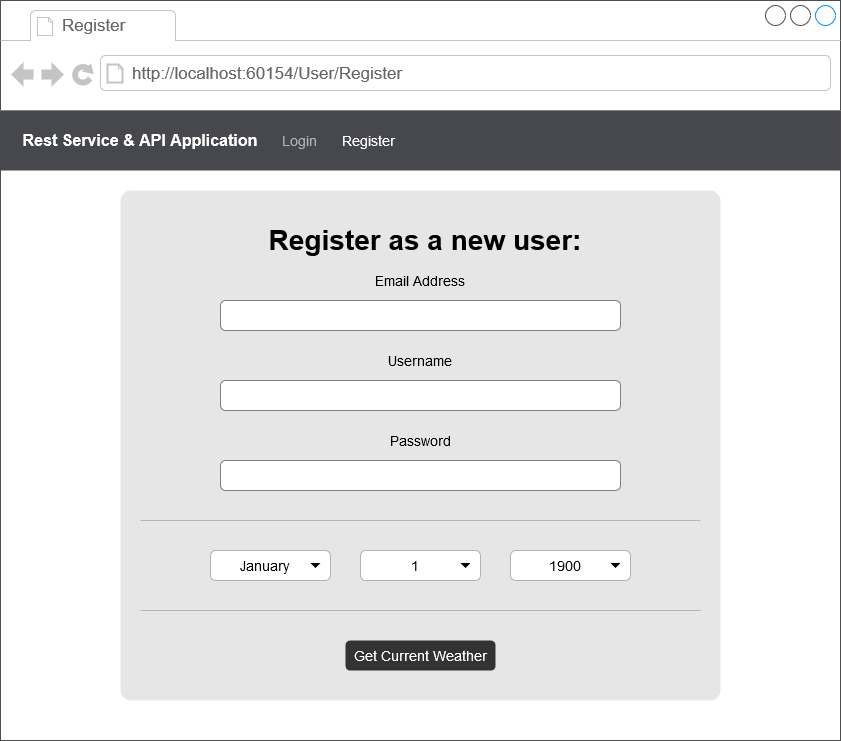 Register
http://localhost:60154/User/Register
Rest Service & API Application Login Register
Register as a new user:
Email Address
Username
Password
January 1 1900
Get Current Weather